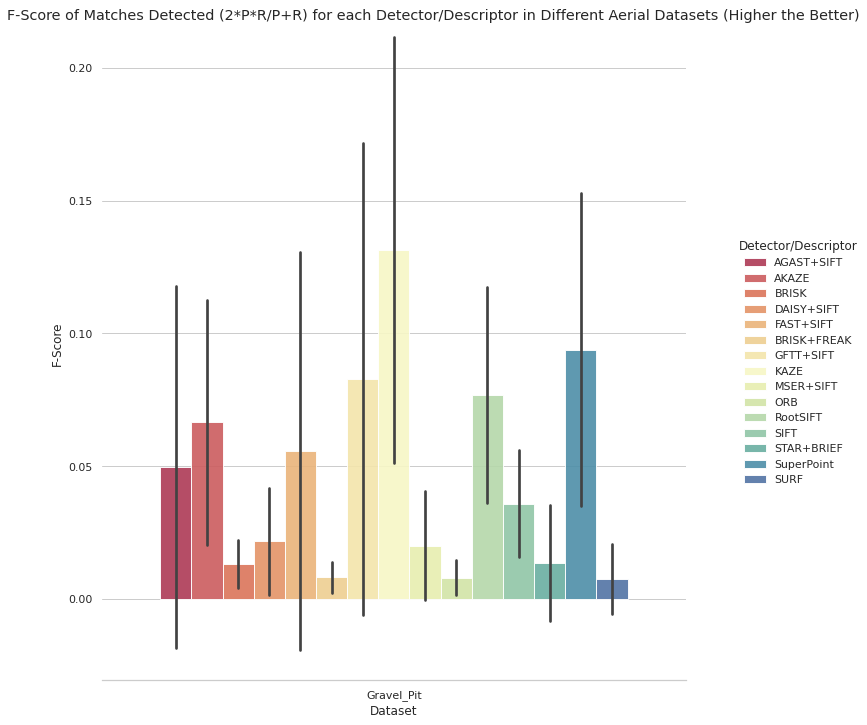 F-Score of Matches Detected (2*P*R/P+R) for each Detector/Descriptor in Different Aerial Datasets (Higher the Better)
0.20
0.15
0.10
0.05
0.00
F-Score
Gravel_Pit
Dataset
Detector/Descriptor
AGAST+SIFT
AKAZE
BRISK
DAISY+SIFT
FAST+SIFT
BRISK+FREAK
GFTT+SIFT
KAZE
MSER+SIFT
ORB
RootSIFT
SIFT
STAR+BRIEF
SuperPoint
SURF